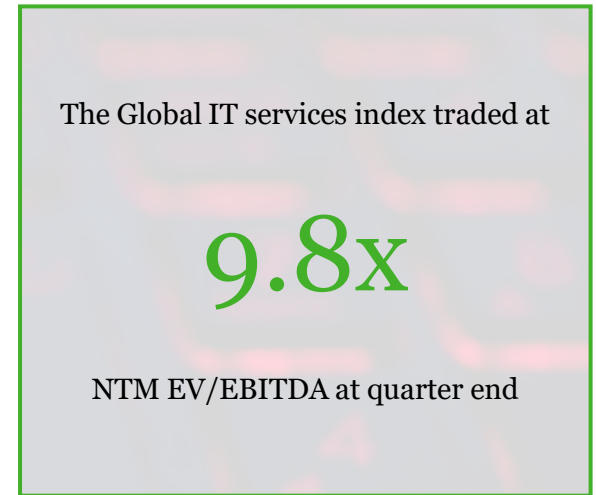 The Global IT services index traded at
9.8x
NTM EV/EBITDA at quarter end